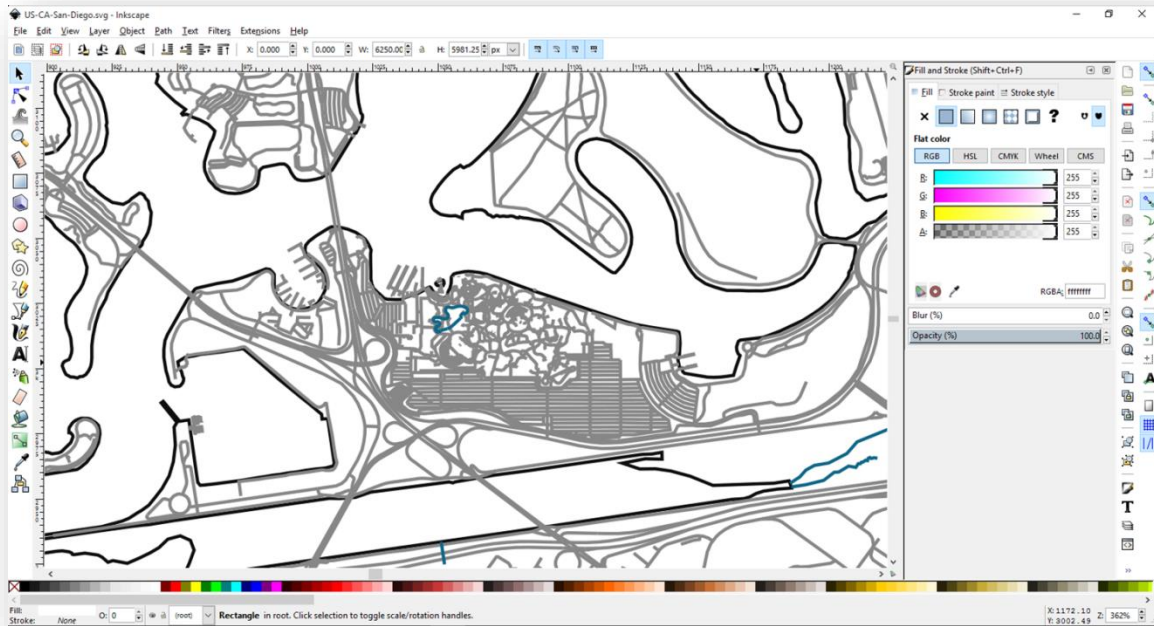 US-CA-San-Diego.svg - Inkscape
File Edit View Layer Object Path Text Filters Extensions Help
X: 0.000 Y: 0.000 W: 6250.00 H: 5981.25 px
Fill and Stroke (Shift+Ctrl+F)
Fill Stroke paint Stroke style
Flat color
RGB HSL CMYK Wheel CMS
R: 255
G: 255
B: 255
A: 255
RGBA: ffffffff
Blur (%) 0.0
Opacity (%) 100.0
Fill:
Stroke: None
O: 0
(root)
Rectangle in root. Click selection to toggle scale/rotation handles.
X: 1172.10
Y: 3002.49
Z: 362%